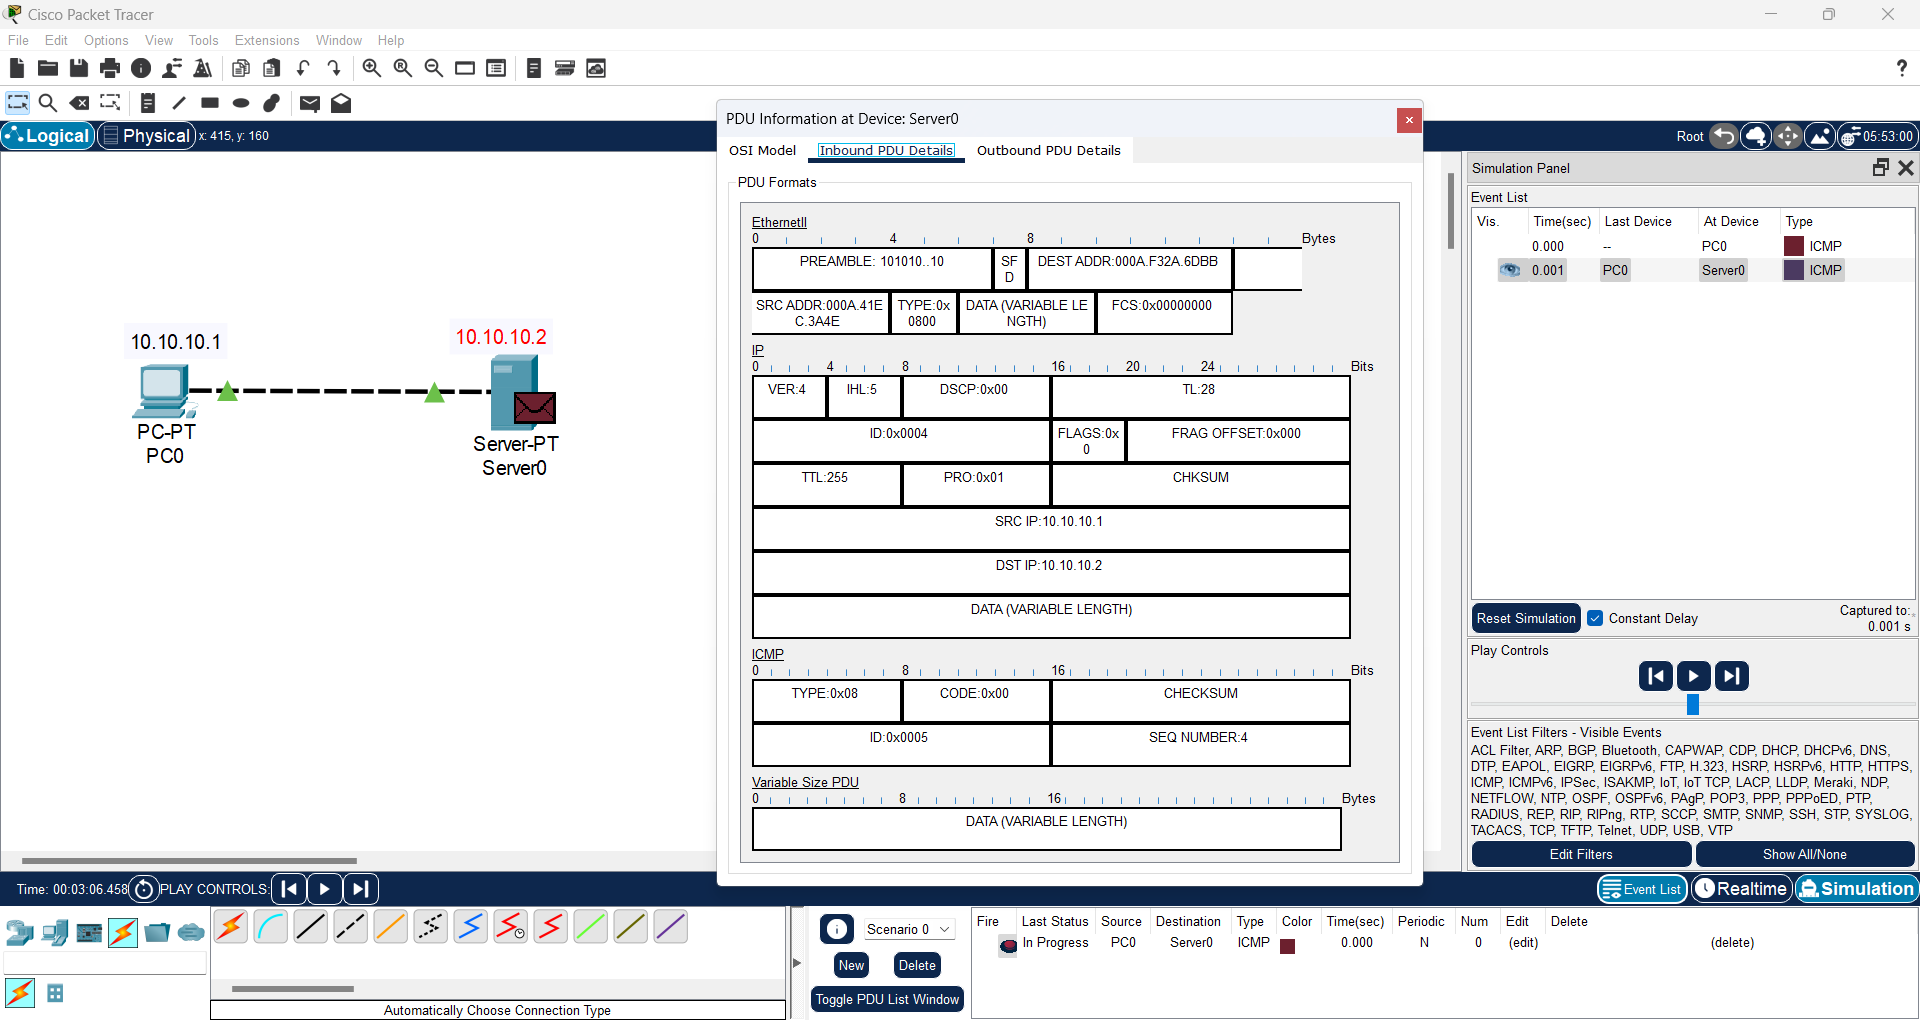 Cisco Packet Tracer
File Edit Options View Tools Extensions Window Help
Logical Physical x: 415, y: 160
Root 05:53:00
10.10.10.1
PC-PT
PC0
10.10.10.2
Server-PT
Server0
PDU Information at Device: Server0
OSI Model Inbound PDU Details Outbound PDU Details
PDU Formats
EthernetII
0 4 8 Bytes
PREAMBLE: 101010..10 SF DEST ADDR:000A.F32A.6DBB
D
SRC ADDR:000A.41E TYPE:0x DATA (VARIABLE LE FCS:0x00000000
C.3A4E 0800 NGTH)
IP
0 4 8 16 20 24 Bits
VER:4 IHL:5 DSCP:0x00 TL:28
ID:0x0004 FLAGS:0x FRAG OFFSET:0x000
0
TTL:255 PRO:0x01 CHKSUM
SRC IP:10.10.10.1
DST IP:10.10.10.2
DATA (VARIABLE LENGTH)
ICMP
0 8 16 Bits
TYPE:0x08 CODE:0x00 CHECKSUM
ID:0x0005 SEQ NUMBER:4
Variable Size PDU
0 8 16 Bytes
DATA (VARIABLE LENGTH)
Simulation Panel
Event List
Vis. Time(sec) Last Device At Device Type
0.000 -- PC0 ICMP
0.001 PC0 Server0 ICMP
Reset Simulation Constant Delay Captured to:
0.001 s
Play Controls
Event List Filters - Visible Events
ACL Filter, ARP, BGP, Bluetooth, CAPWAP, CDP, DHCP, DHCPv6, DNS,
DTP, EAPOL, EIGRP, EIGRPv6, FTP, H.323, HSRP, HSRPv6, HTTP, HTTPS,
ICMP, ICMPv6, IPSec, ISAKMP, IoT, IoT TCP, LACP, LLDP, Meraki, NDP,
NETFLOW, NTP, OSPF, OSPFv6, PAgP, POP3, PPP, PPPoED, PTP,
RADIUS, REP, RIP, RIPng, RTP, SCCP, SMTP, SNMP, SSH, STP, SYSLOG,
TACACS, TCP, TFTP, Telnet, UDP, USB, VTP
Edit Filters Show All/None
Time: 00:03:06.458 PLAY CONTROLS:
Event List Realtime Simulation
Automatically Choose Connection Type
Scenario 0
New Delete
Toggle PDU List Window
Fire Last Status Source Destination Type Color Time(sec) Periodic Num Edit Delete
In Progress PC0 Server0 ICMP 0.000 N 0 (edit) (delete)